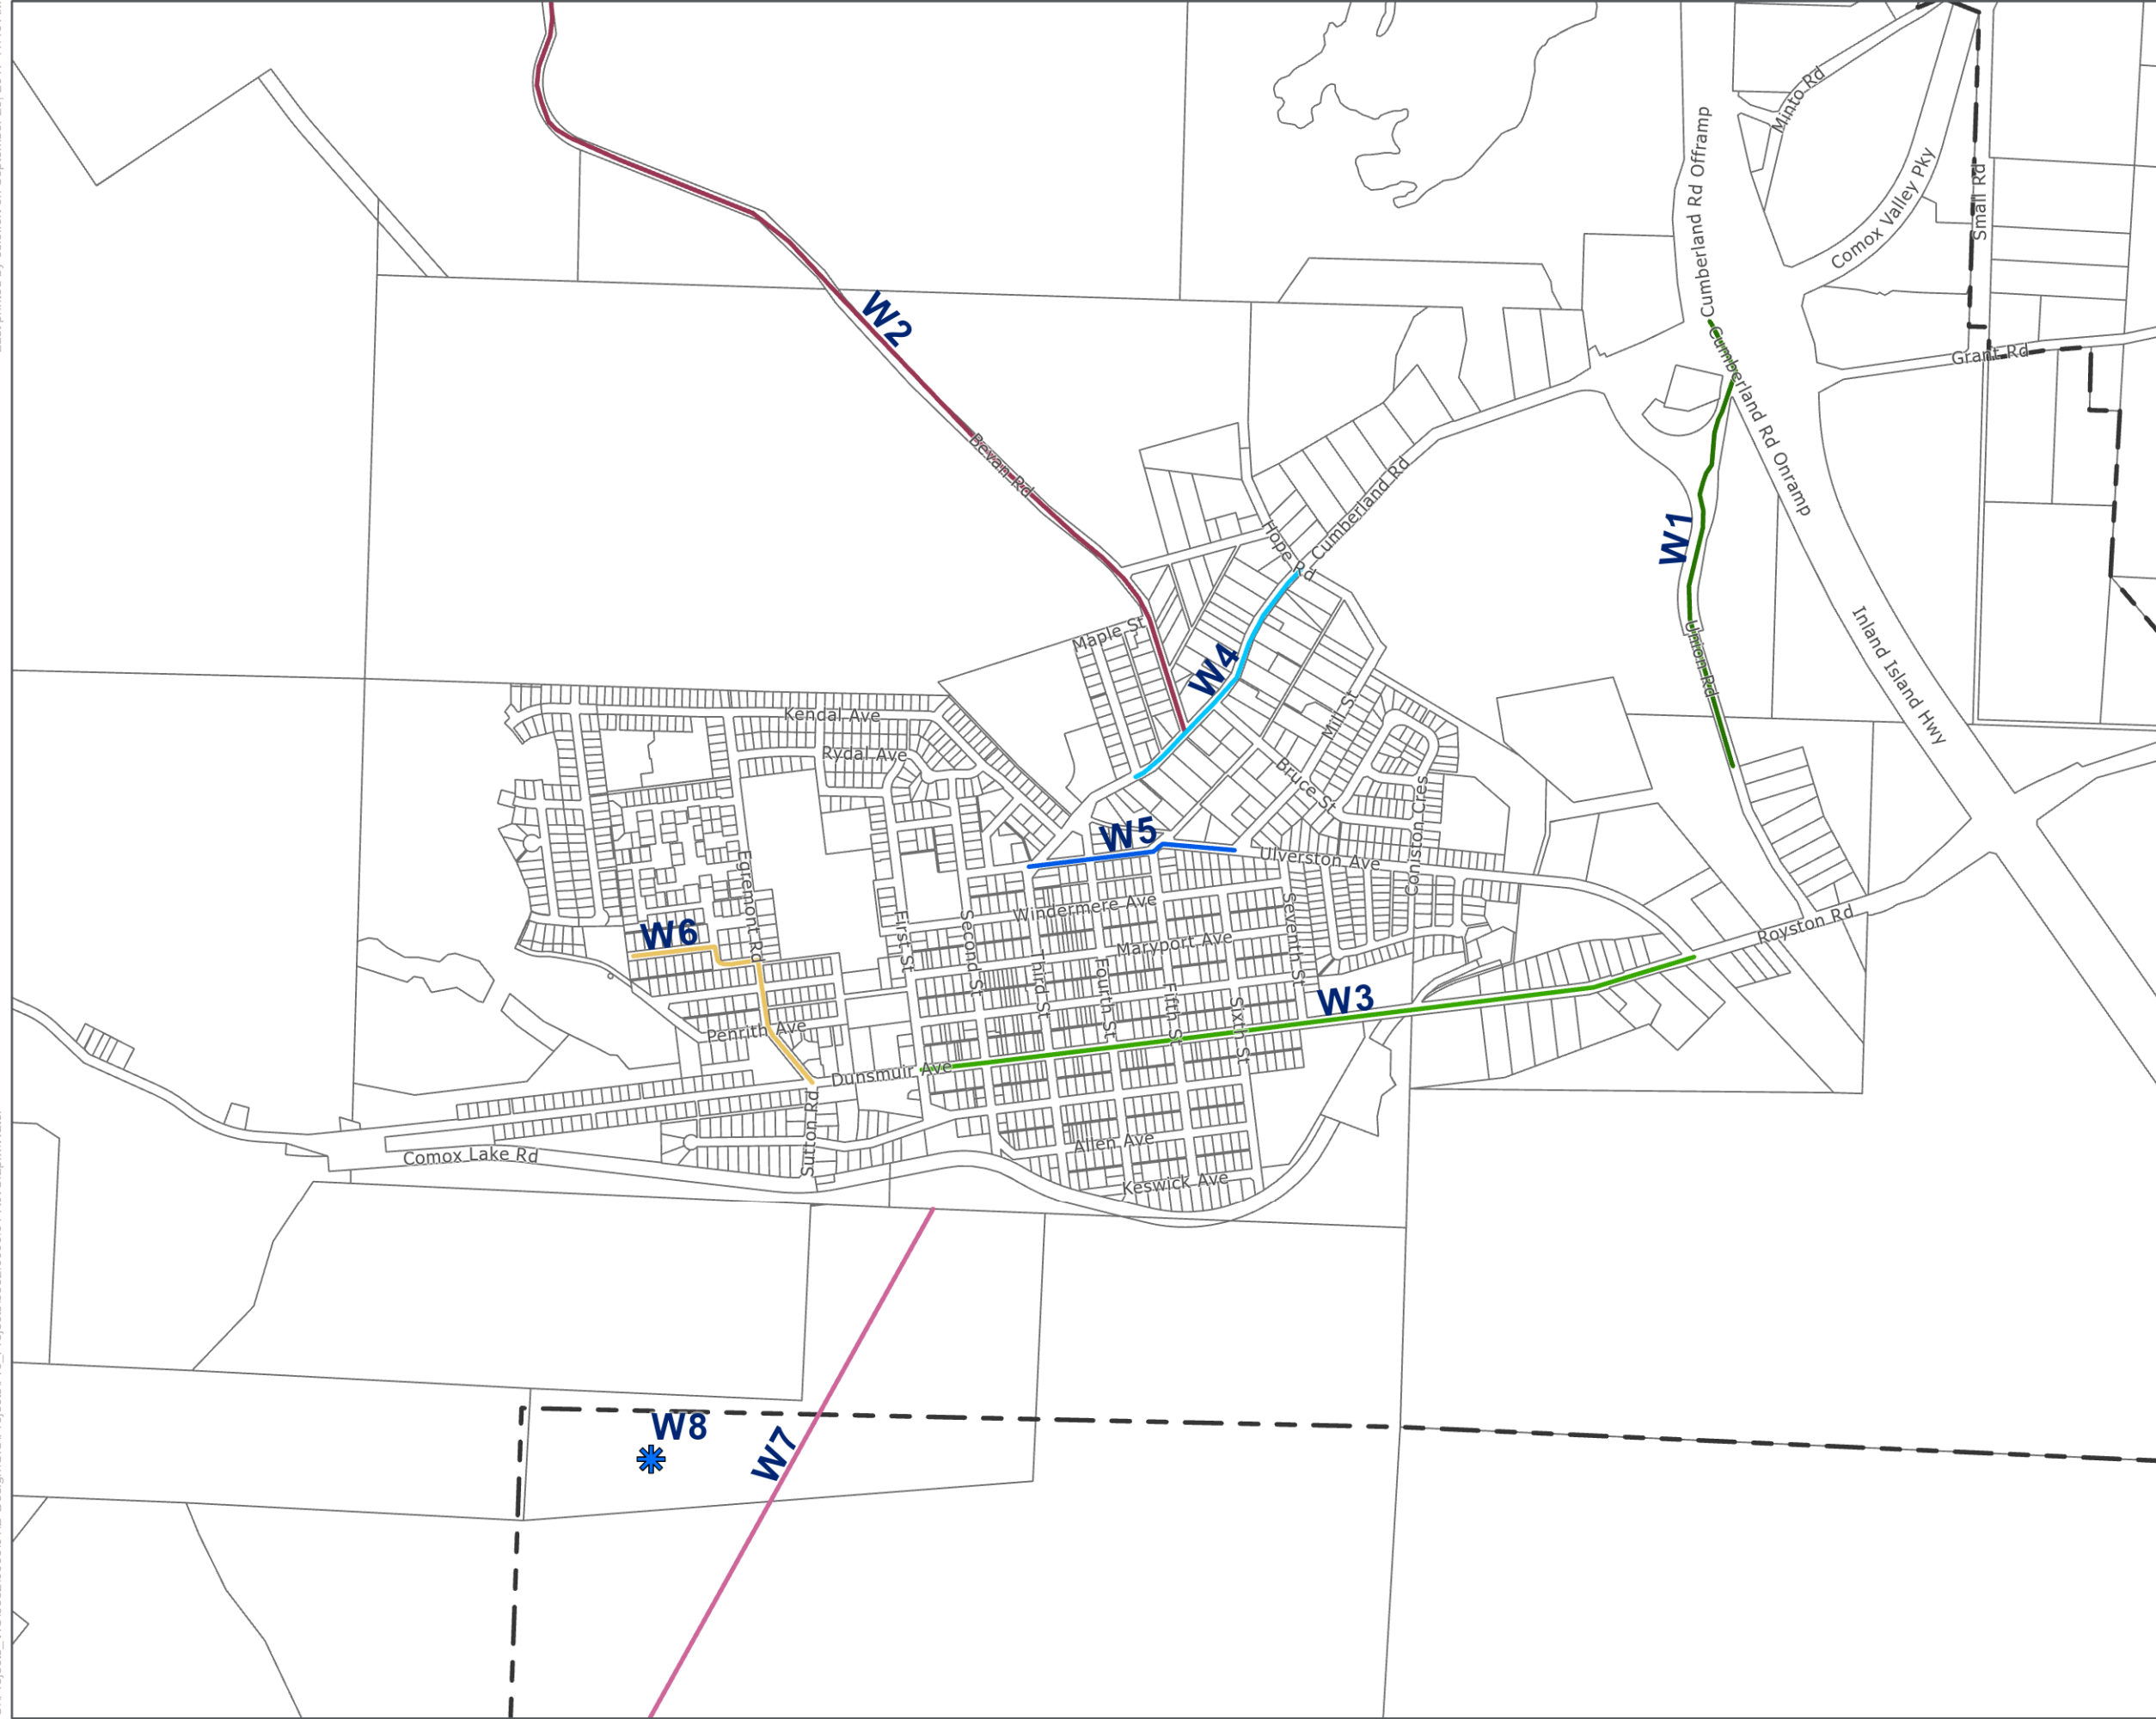 Minto Rd
Cumberland Rd Offramp
Comox Valley Pky
Small Rd
W2
Grant Rd
Cumberland Rd Onramp
Bevan Rd
Cumberland Rd
Hope Rd
W1
Maple St
W4
Union Rd
Inland Island Hwy
Kendal Ave
Mill St
Rydal Ave
Bruce St
Coniston Cres
W5
Ulverston Ave
Egremont Rd
Windermere Ave
Seventh St
W6
First St
Second St
Maryport Ave
Royston Rd
Third St
Fourth St
Fifth St
Sixth St
W3
Penrith Ave
Dunsmuir Ave
Sutton Rd
Allen Ave
Comox Lake Rd
Keswick Ave
W8
W7